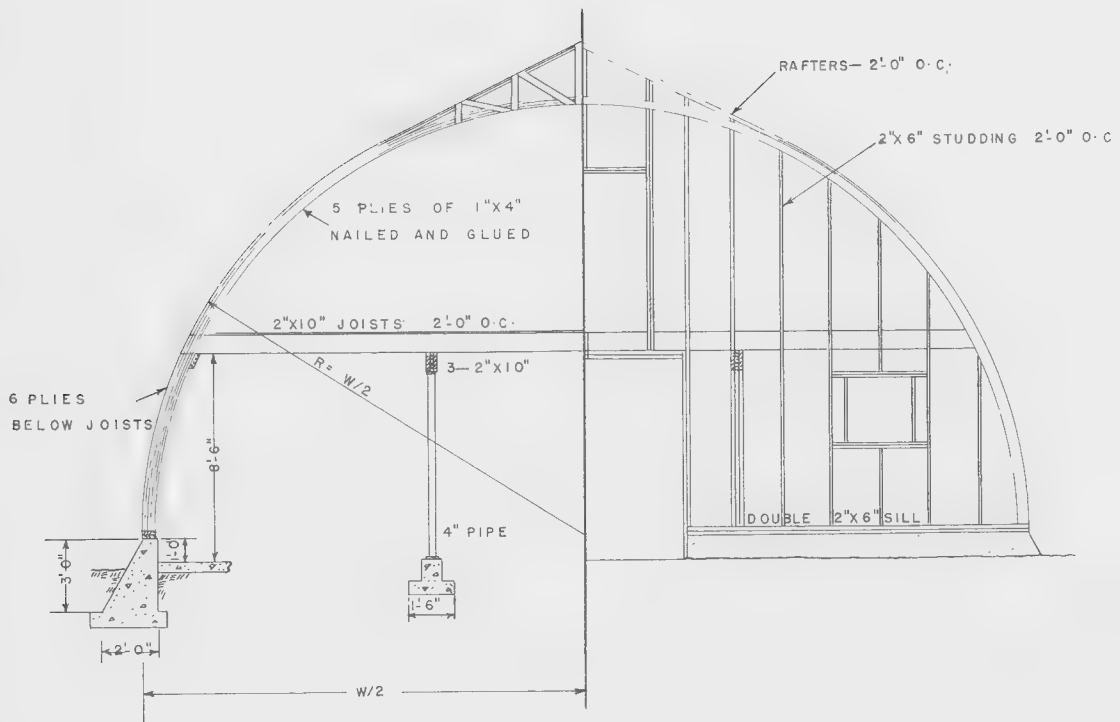 RAFTERS— 2'-0" O·C.
2"X6" STUDDING 2'-0" O·C
5 PLIES OF 1"X4"
NAILED AND GLUED
2"X10" JOISTS 2'-0" O·C·
R= W/2
3—2"X10"
6 PLIES
BELOW JOISTS
8'-6"
4" PIPE
DOUBLE 2"X6" SILL
1'-0"
3'-0"
1'-6"
2'-0"
W/2